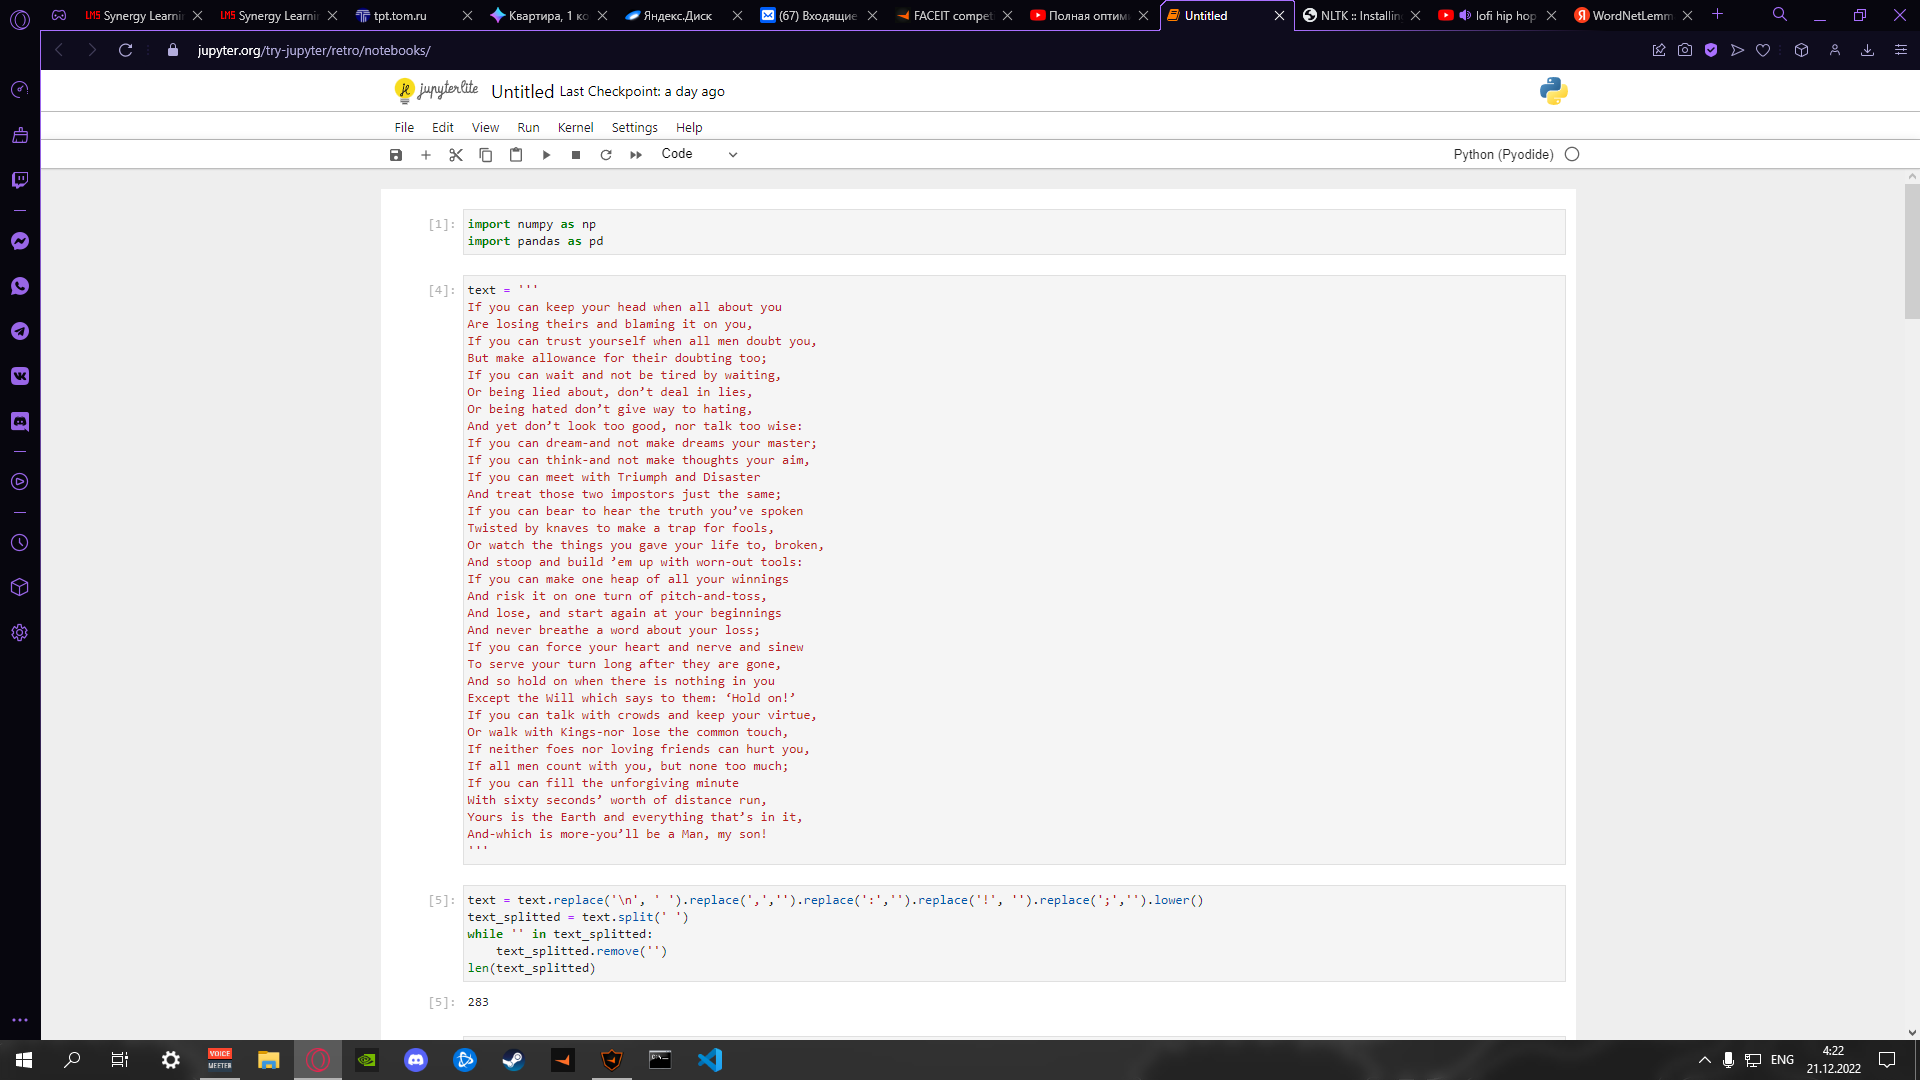 Synergy Learnin
Synergy Learnin
tpt.tom.ru
Квартира, 1 ко
Яндекс.Диск
(67) Входящие
FACEIT compet
Полная оптим
Untitled
NLTK :: Installing
lofi hip hop
WordNetLemm
jupyter.org/try-jupyter/retro/notebooks/
jupyterlite
Untitled Last Checkpoint: a day ago
File Edit View Run Kernel Settings Help
Code
Python (Pyodide)
[1]: import numpy as np
import pandas as pd
[4]: text = '''
If you can keep your head when all about you
Are losing theirs and blaming it on you,
If you can trust yourself when all men doubt you,
But make allowance for their doubting too;
If you can wait and not be tired by waiting,
Or being lied about, don’t deal in lies,
Or being hated don’t give way to hating,
And yet don’t look too good, nor talk too wise:
If you can dream-and not make dreams your master;
If you can think-and not make thoughts your aim,
If you can meet with Triumph and Disaster
And treat those two impostors just the same;
If you can bear to hear the truth you’ve spoken
Twisted by knaves to make a trap for fools,
Or watch the things you gave your life to, broken,
And stoop and build ’em up with worn-out tools:
If you can make one heap of all your winnings
And risk it on one turn of pitch-and-toss,
And lose, and start again at your beginnings
And never breathe a word about your loss;
If you can force your heart and nerve and sinew
To serve your turn long after they are gone,
And so hold on when there is nothing in you
Except the Will which says to them: ‘Hold on!’
If you can talk with crowds and keep your virtue,
Or walk with Kings-nor lose the common touch,
If neither foes nor loving friends can hurt you,
If all men count with you, but none too much;
If you can fill the unforgiving minute
With sixty seconds’ worth of distance run,
Yours is the Earth and everything that’s in it,
And-which is more-you’ll be a Man, my son!
'''
[5]: text = text.replace('\n', ' ').replace(',','').replace(':','').replace('!', '').replace(';','').lower()
text_splitted = text.split(' ')
while '' in text_splitted:
    text_splitted.remove('')
len(text_splitted)
[5]: 283
VOICE
MEETER
ENG
4:22
21.12.2022